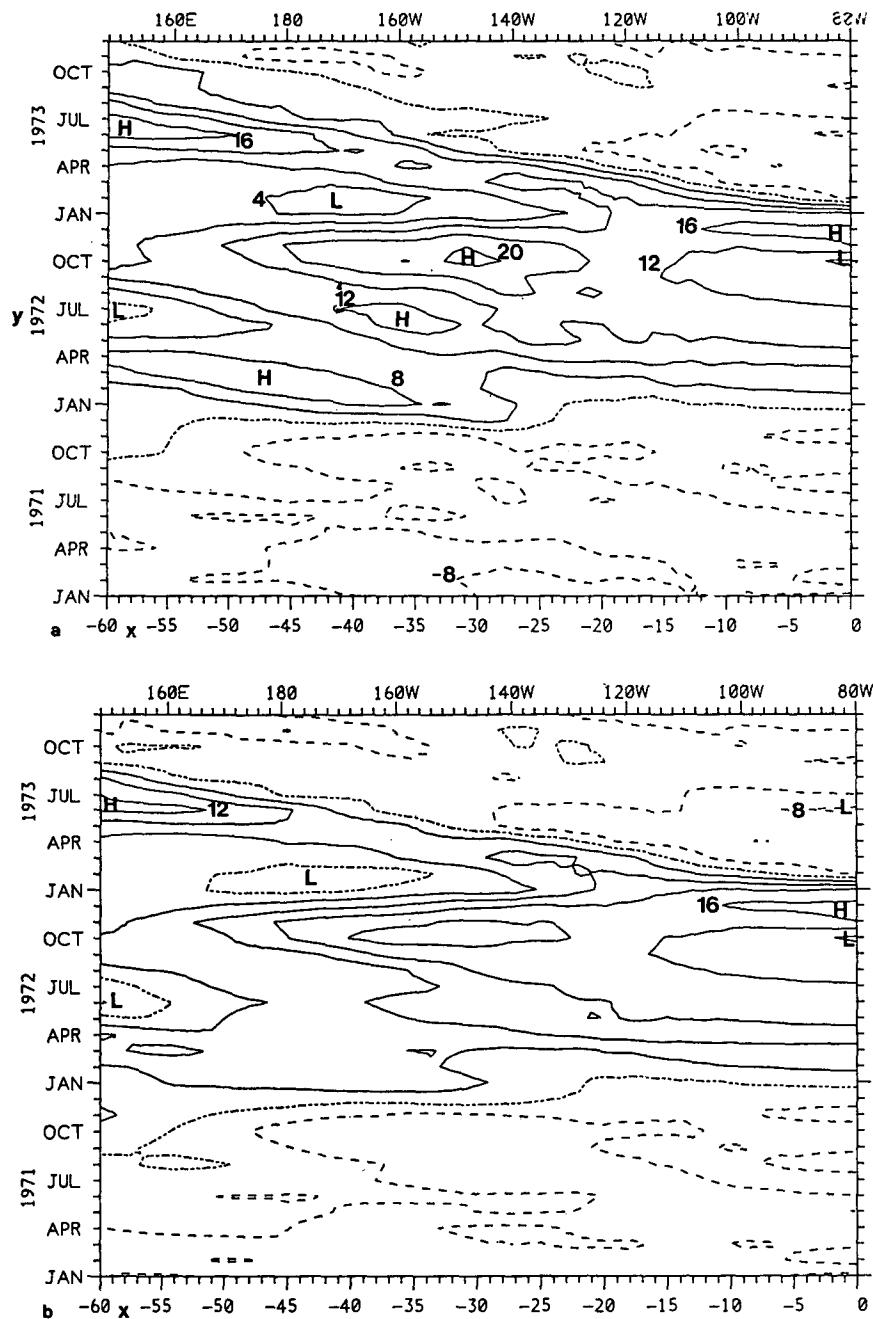 160E 180 160W 140W 120W 100W
OCT
JUL
H
16
1973
APR
4 L
JAN
16 H
20
OCT H 12 L
12
JUL L
y 1972
H
APR
H 8
JAN
OCT
1971 JUL
APR
-8
JAN
-60 x -55 -50 -45 -40 -35 -30 -25 -20 -15 -10 -5 0
a
160E 180 160W 140W 120W 100W 80W
OCT
1973 JUL
H 12 8 L
APR
L
JAN
16 H
OCT L
1972 JUL
L
APR
JAN
OCT
1971 JUL
APR
JAN
-60 -55 -50 -45 -40 -35 -30 -25 -20 -15 -10 -5 0
b x